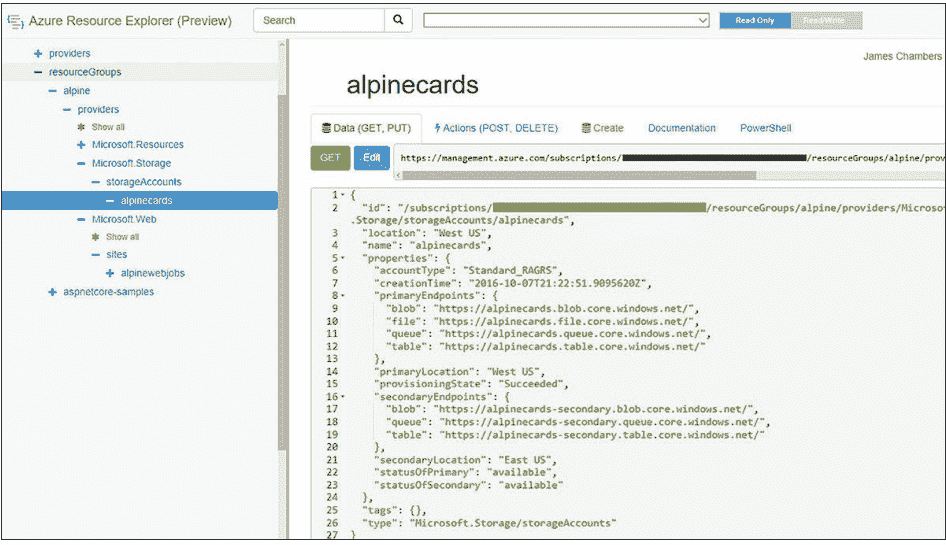 Azure Resource Explorer (Preview)
Search
Read Only
Read/Write
providers
resourceGroups
alpine
providers
Show all
Microsoft.Resources
Microsoft.Storage
storageAccounts
alpinecards
Microsoft.Web
Show all
sites
alpinewebjobs
aspnetcore-samples
James Chambers
alpinecards
Data (GET, PUT)
Actions (POST, DELETE)
Create
Documentation
PowerShell
GET
Edit
https://management.azure.com/subscriptions/ /resourceGroups/alpine/prov
1 {
2 "id": "/subscriptions/ /resourceGroups/alpine/providers/Micros
.Storage/storageAccounts/alpinecards",
3 "location": "West US",
4 "name": "alpinecards",
5 "properties": {
6 "accountType": "Standard_RAGRS",
7 "creationTime": "2016-10-07T21:22:51.9095620Z",
8 "primaryEndpoints": {
9 "blob": "https://alpinecards.blob.core.windows.net/",
10 "file": "https://alpinecards.file.core.windows.net/",
11 "queue": "https://alpinecards.queue.core.windows.net/",
12 "table": "https://alpinecards.table.core.windows.net/"
13 },
14 "primaryLocation": "West US",
15 "provisioningState": "Succeeded",
16 "secondaryEndpoints": {
17 "blob": "https://alpinecards-secondary.blob.core.windows.net/",
18 "queue": "https://alpinecards-secondary.queue.core.windows.net/",
19 "table": "https://alpinecards-secondary.table.core.windows.net/"
20 },
21 "secondaryLocation": "East US",
22 "statusOfPrimary": "available",
23 "statusOfSecondary": "available"
24 },
25 "tags": {},
26 "type": "Microsoft.Storage/storageAccounts"
27 }